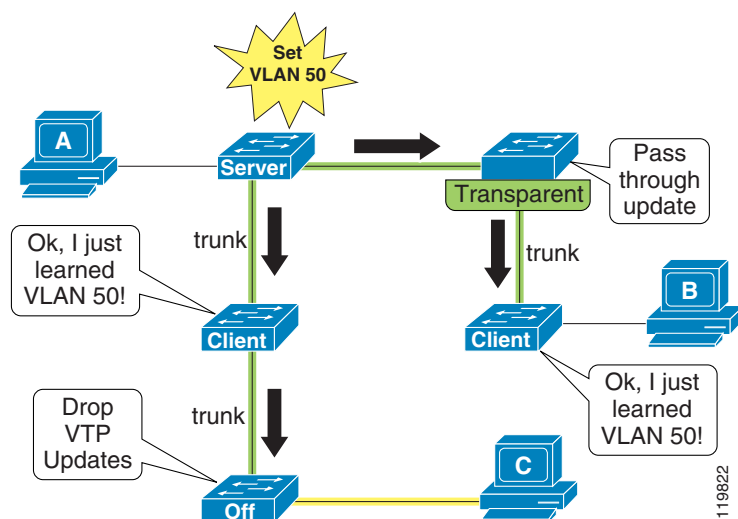 Set
VLAN 50
A
Server
Transparent
Pass
through
update
Ok, I just
learned
VLAN 50!
trunk
trunk
Client
Client
B
Drop
VTP
Updates
trunk
Ok, I just
learned
VLAN 50!
Off
C
119822